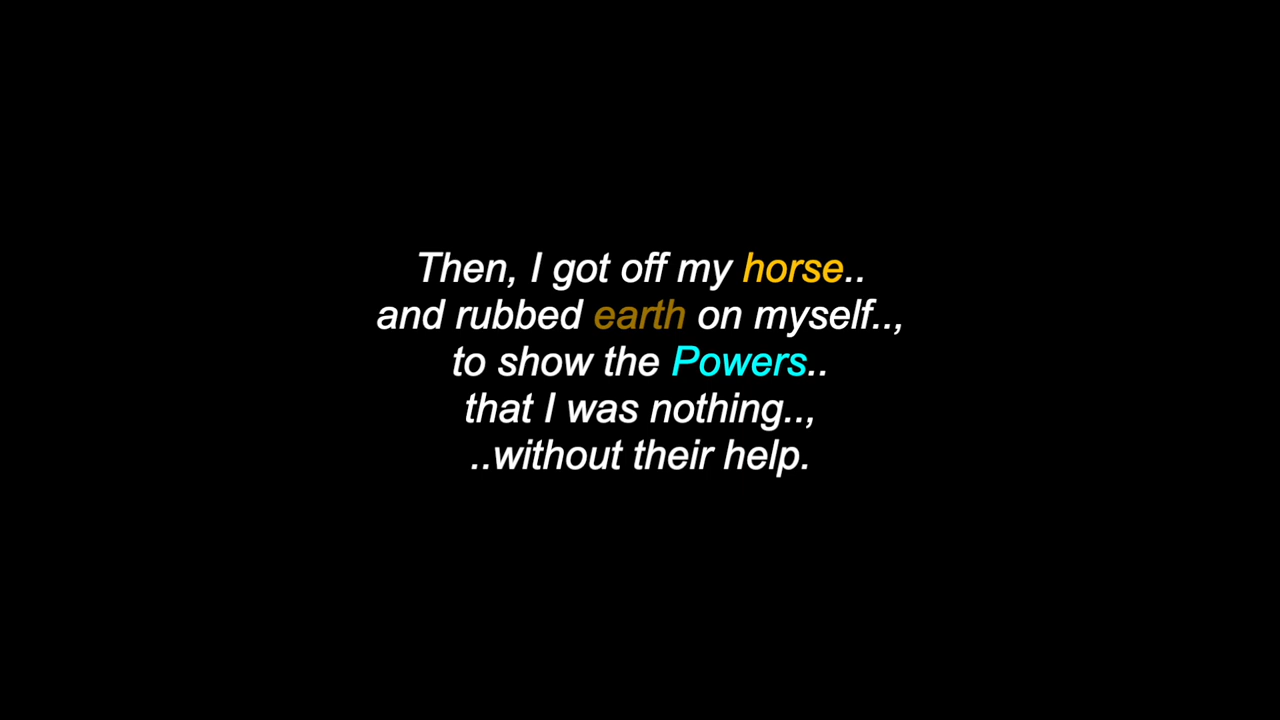 Then, I got off my horse..
and rubbed earth on myself..,
to show the Powers..
that I was nothing..,
..without their help.